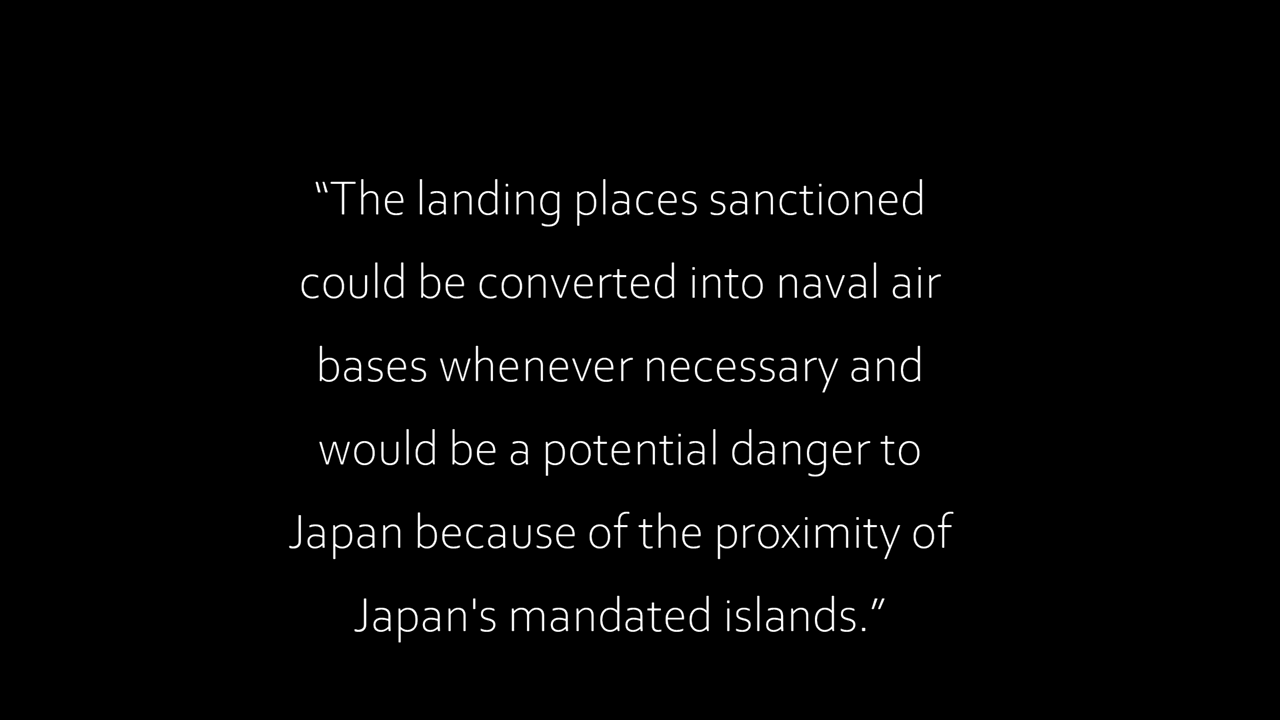 “The landing places sanctioned
could be converted into naval air
bases whenever necessary and
would be a potential danger to
Japan because of the proximity of
Japan's mandated islands.”